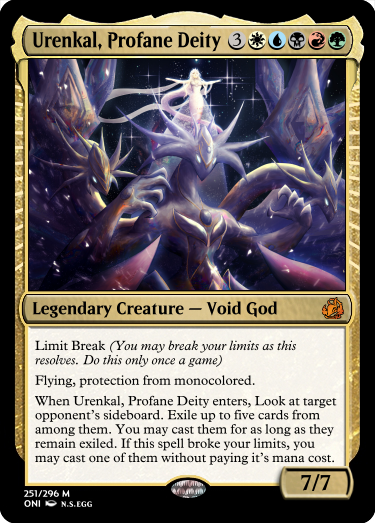 Urenkal, Profane Deity 3
Legendary Creature — Void God
Limit Break (You may break your limits as this
resolves. Do this only once a game)
Flying, protection from monocolored.
When Urenkal, Profane Deity enters, Look at target
opponent's sideboard. Exile up to five cards from
among them. You may cast them for as long as they
remain exiled. If this spell broke your limits, you
may cast one of them without paying it's mana cost.
7/7
251/296 M
ONI N.S.EGG